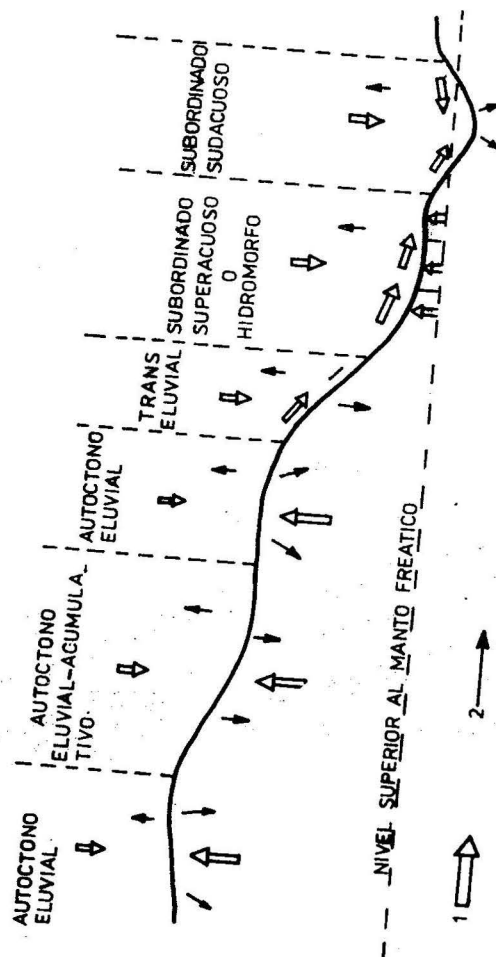 AUTOCTONO
ELUVIAL
AUTOCTONO
ELUVIAL-ACUMULA-
TIVO.
AUTOCTONO
ELUVIAL
TRANS
ELUVIAL
SUBORDINADO
SUPERACUOSO
O
HIDROMORFO
SUBORDINADO
SUDACUOSO
NIVEL SUPERIOR AL MANTO FREATICO
1
2